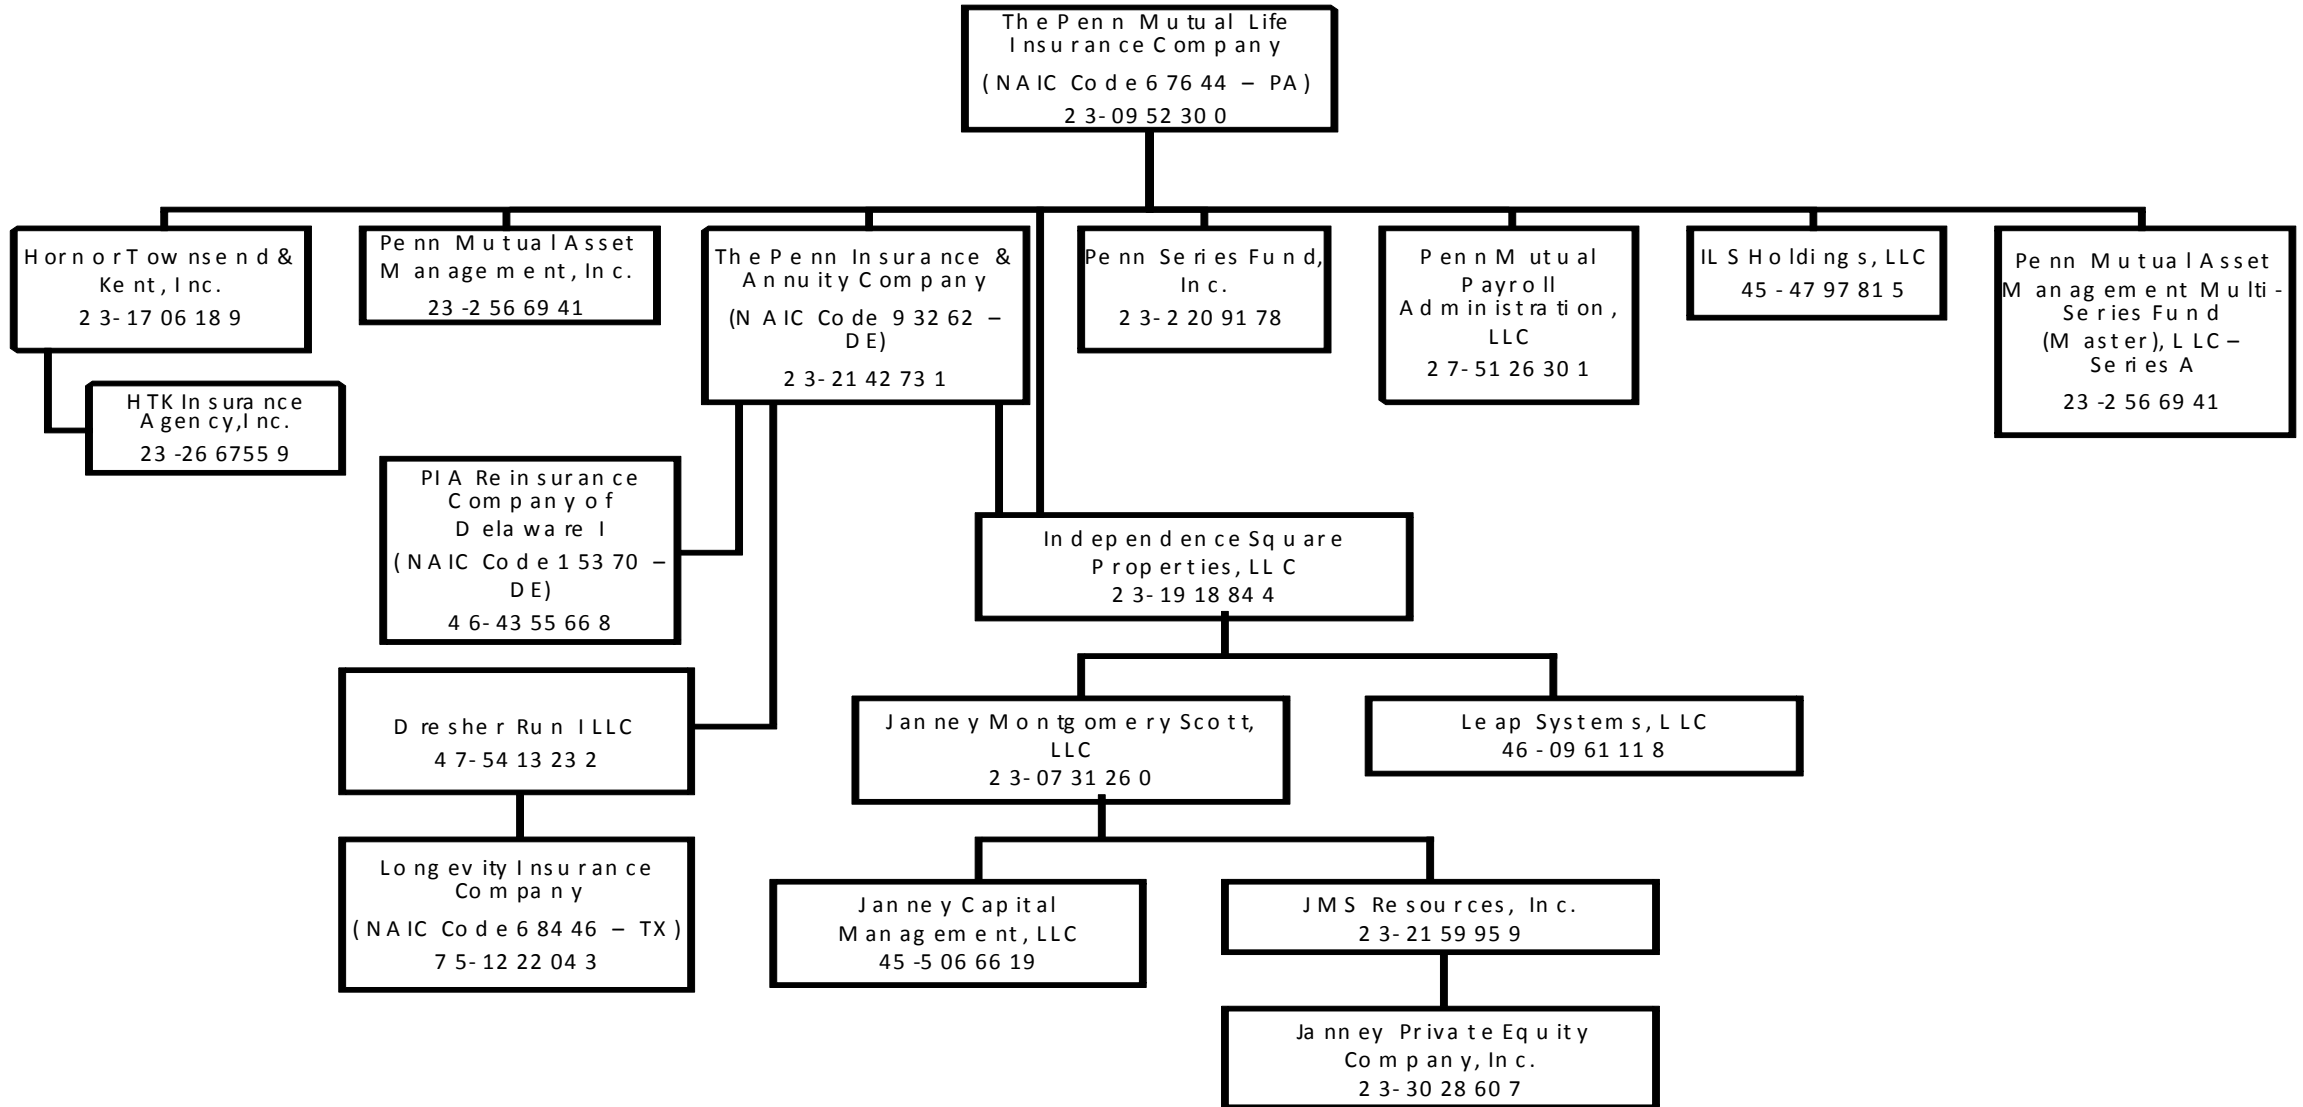 The Penn Mutual Life
Insurance Company
(NAIC Code 67644 – PA)
23-0952300
Hornor Townsend &
Kent, Inc.
23-1706189
Penn Mutual Asset
Management, Inc.
23-2566941
The Penn Insurance &
Annuity Company
(NAIC Code 93262 –
DE)
23-2142731
Penn Series Fund,
Inc.
23-2209178
Penn Mutual
Payroll
Administration,
LLC
27-5126301
ILS Holdings, LLC
45-4797815
Penn Mutual Asset
Management Multi-
Series Fund
(Master), LLC –
Series A
23-2566941
HTK Insurance
Agency, Inc.
23-2667559
PIA Reinsurance
Company of
Delaware I
(NAIC Code 15370 –
DE)
46-4355668
Independence Square
Properties, LLC
23-1918844
Dresher Run I LLC
47-5413232
Janney Montgomery Scott,
LLC
23-0731260
Leap Systems, LLC
46-0961118
Longevity Insurance
Company
(NAIC Code 68446 – TX)
75-1222043
Janney Capital
Management, LLC
45-5066619
JMS Resources, Inc.
23-2159959
Janney Private Equity
Company, Inc.
23-3028607